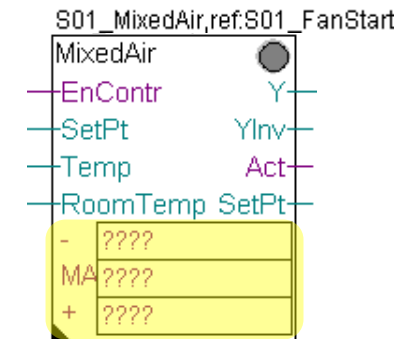 S01_MixedAir,ref:S01_FanStart
MixedAir
EnContr Y
SetPt YInv
Temp Act
RoomTemp SetPt
- ????
MA ????
+ ????